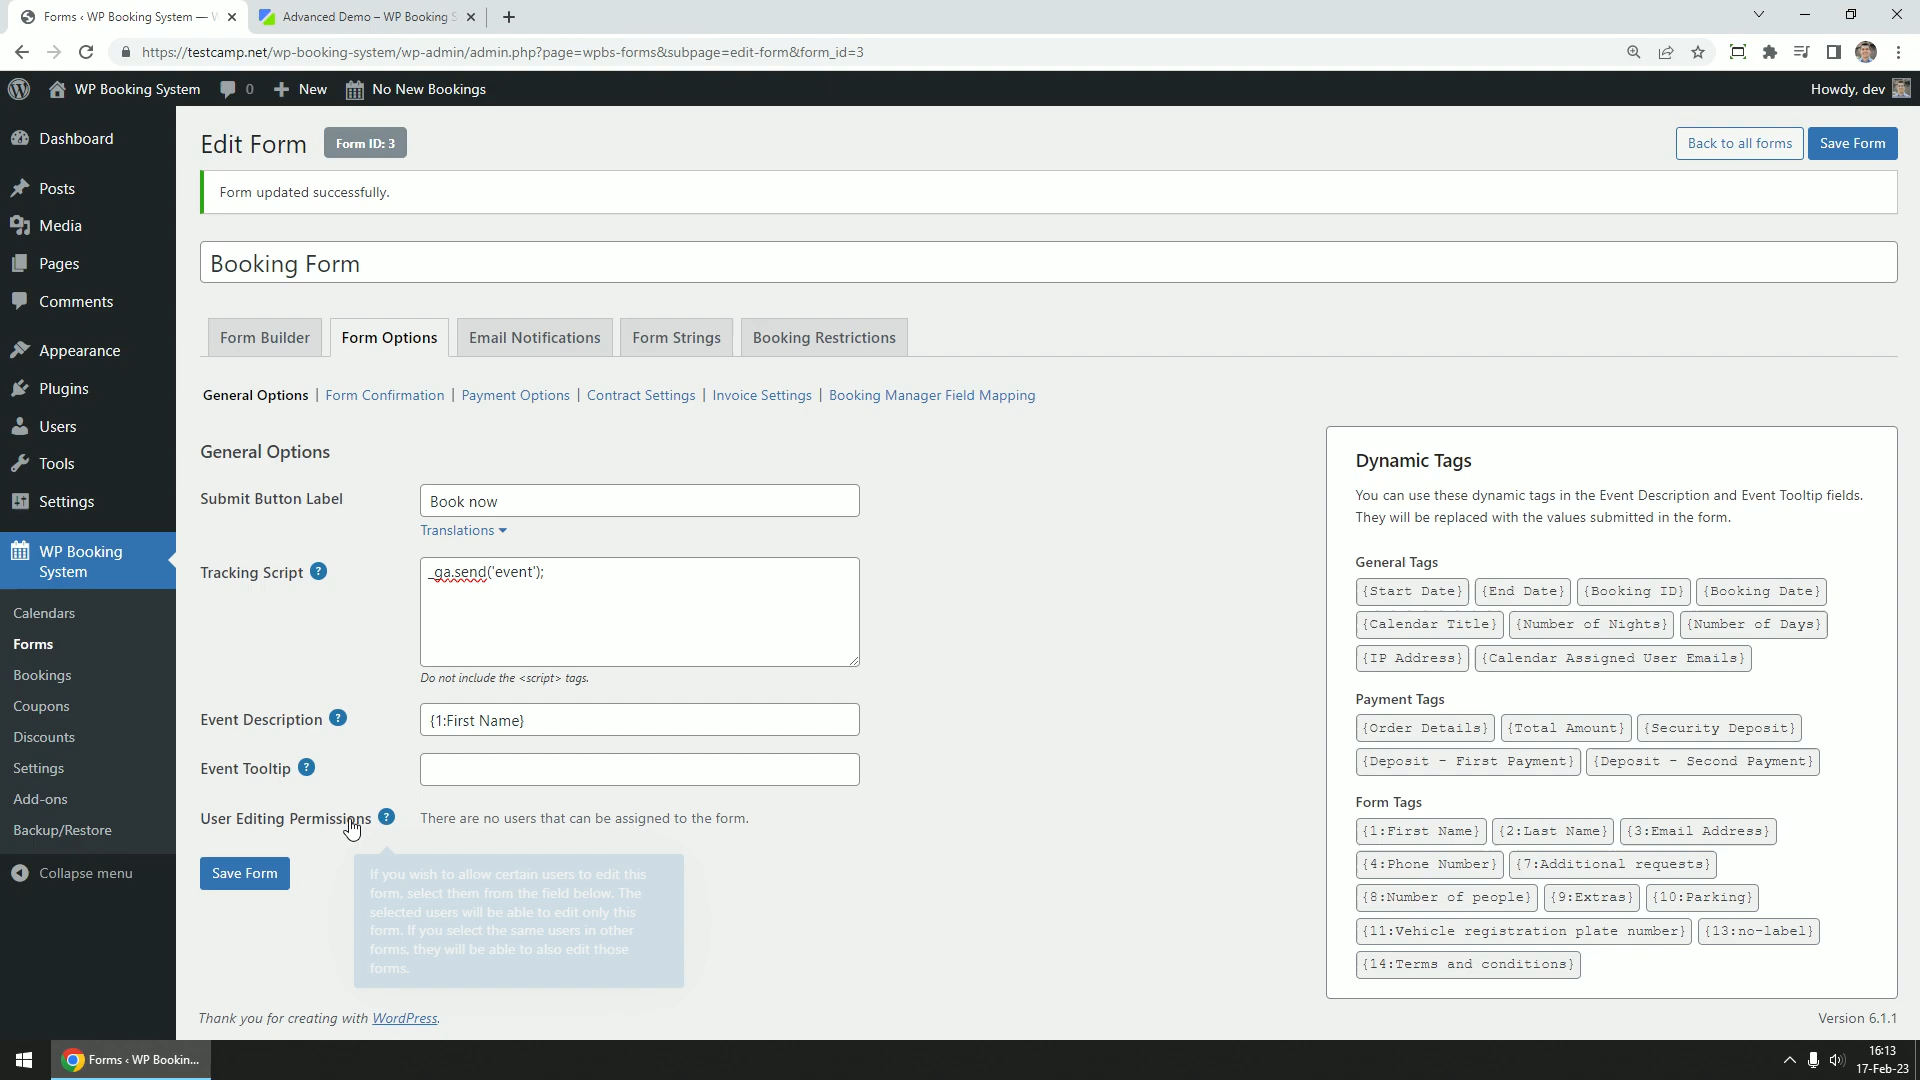 Forms ‹ WP Booking System — W
Advanced Demo – WP Booking S
https://testcamp.net/wp-booking-system/wp-admin/admin.php?page=wpbs-forms&subpage=edit-form&form_id=3
WP Booking System
0
New
No New Bookings
Howdy, dev
Dashboard
Posts
Media
Pages
Comments
Appearance
Plugins
Users
Tools
Settings
WP Booking
System
Calendars
Forms
Bookings
Coupons
Discounts
Settings
Add-ons
Backup/Restore
Collapse menu
Edit Form
Form ID: 3
Back to all forms
Save Form
Form updated successfully.
Booking Form
Form Builder
Form Options
Email Notifications
Form Strings
Booking Restrictions
General Options | Form Confirmation | Payment Options | Contract Settings | Invoice Settings | Booking Manager Field Mapping
General Options
Submit Button Label
Book now
Translations
Tracking Script ?
_ga.send('event');
Do not include the <script> tags.
Event Description ?
{1:First Name}
Event Tooltip ?
User Editing Permissions ?
There are no users that can be assigned to the form.
Save Form
If you wish to allow certain users to edit this
form, select them from the field below. The
selected users will be able to edit only this
form. If you select the same users in other
forms, they will be able to also edit those
forms.
Dynamic Tags
You can use these dynamic tags in the Event Description and Event Tooltip fields.
They will be replaced with the values submitted in the form.
General Tags
{Start Date} {End Date} {Booking ID} {Booking Date}
{Calendar Title} {Number of Nights} {Number of Days}
{IP Address} {Calendar Assigned User Emails}
Payment Tags
{Order Details} {Total Amount} {Security Deposit}
{Deposit - First Payment} {Deposit - Second Payment}
Form Tags
{1:First Name} {2:Last Name} {3:Email Address}
{4:Phone Number} {7:Additional requests}
{8:Number of people} {9:Extras} {10:Parking}
{11:Vehicle registration plate number} {13:no-label}
{14:Terms and conditions}
Thank you for creating with WordPress.
Version 6.1.1
Forms ‹ WP Bookin...
16:13
17-Feb-23